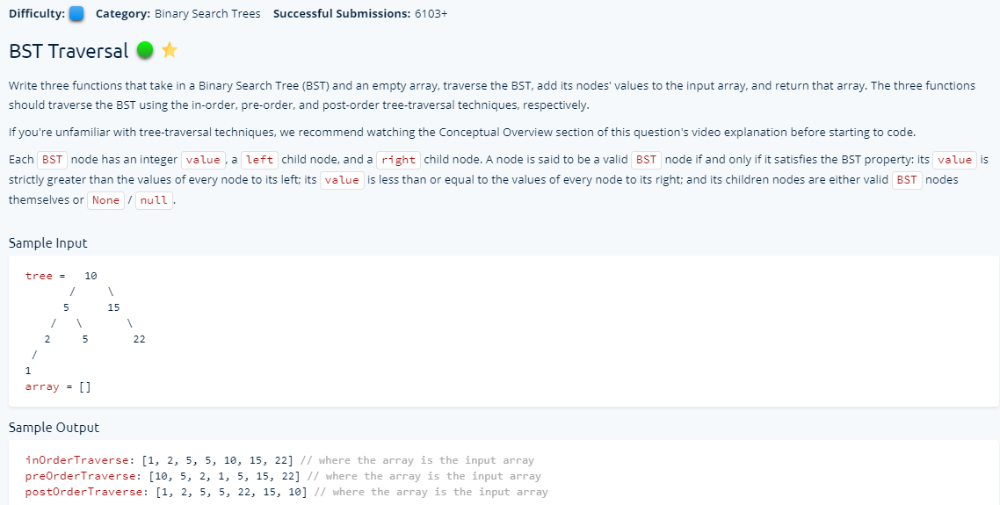 Difficulty: Category: Binary Search Trees Successful Submissions: 6103+
BST Traversal
Write three functions that take in a Binary Search Tree (BST) and an empty array, traverse the BST, add its nodes' values to the input array, and return that array. The three functions
should traverse the BST using the in-order, pre-order, and post-order tree-traversal techniques, respectively.
If you're unfamiliar with tree-traversal techniques, we recommend watching the Conceptual Overview section of this question's video explanation before starting to code.
Each BST node has an integer value , a left child node, and a right child node. A node is said to be a valid BST node if and only if it satisfies the BST property: its value is
strictly greater than the values of every node to its left; its value is less than or equal to the values of every node to its right; and its children nodes are either valid BST nodes
themselves or None / null .
Sample Input
tree =   10
       /     \
      5      15
    /   \       \
   2     5      22
 /
1
array = []
Sample Output
inOrderTraverse: [1, 2, 5, 5, 10, 15, 22] // where the array is the input array
preOrderTraverse: [10, 5, 2, 1, 5, 15, 22] // where the array is the input array
postOrderTraverse: [1, 2, 5, 5, 22, 15, 10] // where the array is the input array